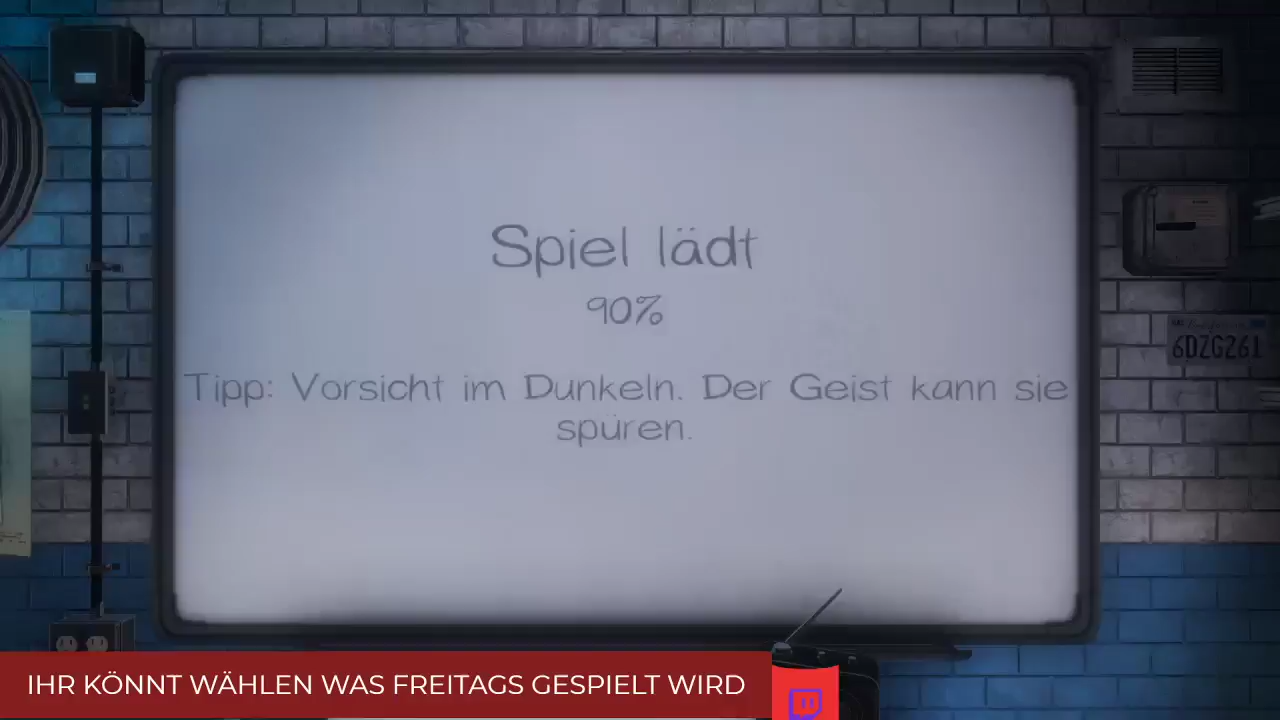 Spiel lädt
90%
Tipp: Vorsicht im Dunkeln. Der Geist kann sie
spüren.
6DZG261
IHR KÖNNT WÄHLEN WAS FREITAGS GESPIELT WIRD